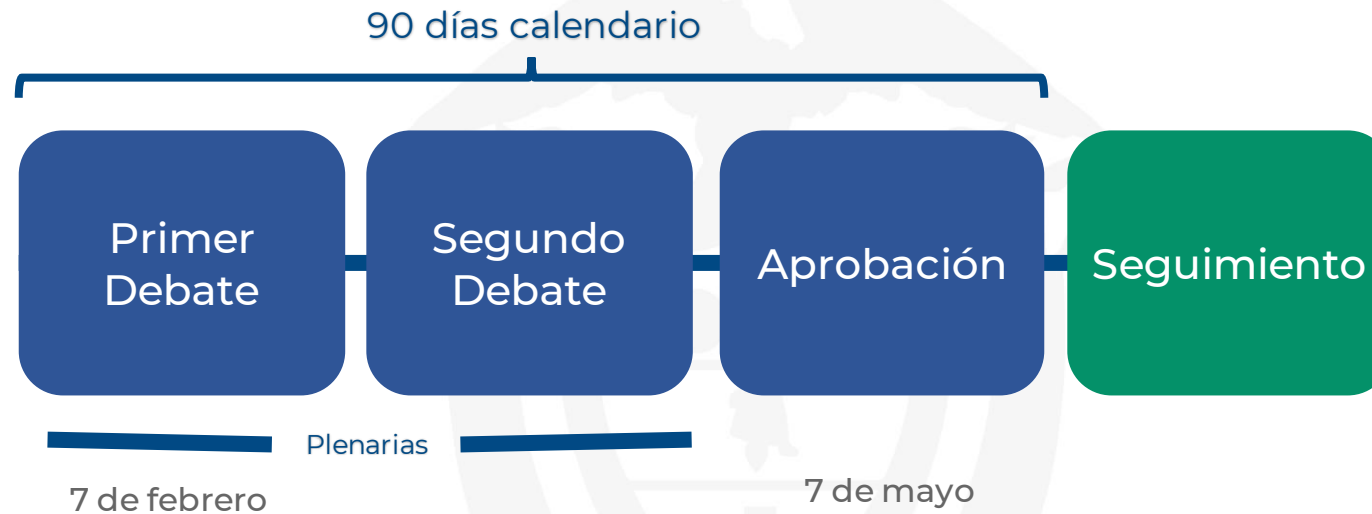 90 días calendario
Primer
Debate
Segundo
Debate
Aprobación
Seguimiento
Plenarias
7 de febrero
7 de mayo